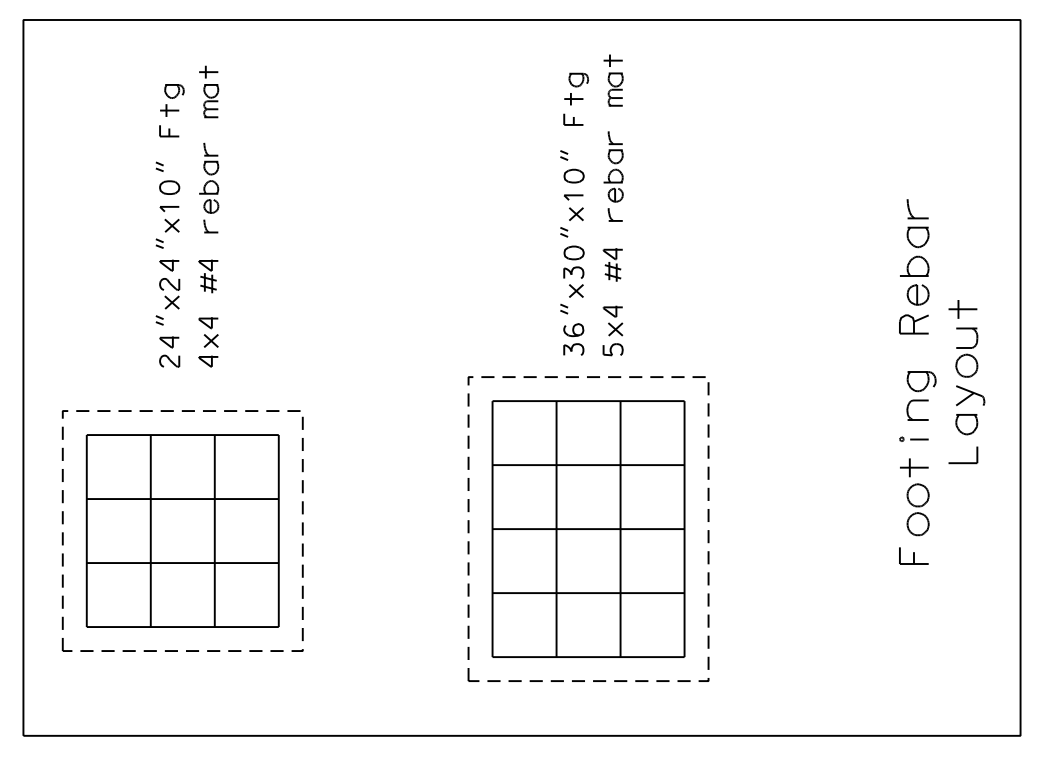 24"x24"x10" Ftg
4x4 #4 rebar mat
36"x30"x10" Ftg
5x4 #4 rebar mat
Footing Rebar
Layout